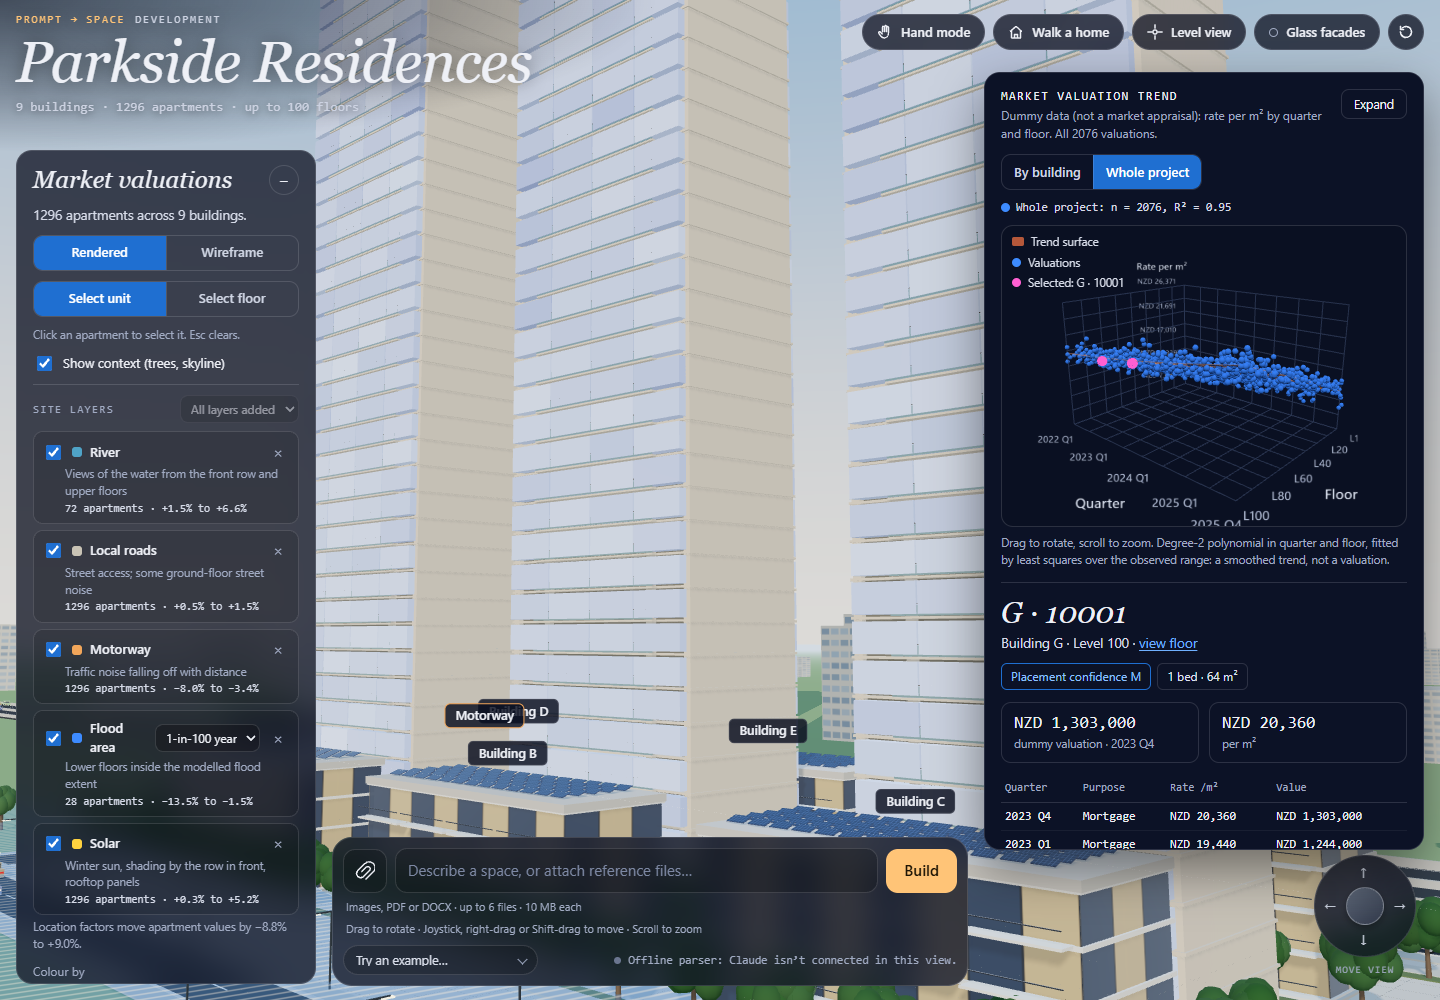 PROMPT → SPACE DEVELOPMENT
Parkside Residences
9 buildings · 1296 apartments · up to 100 floors
Hand mode
Walk a home
Level view
Glass facades
Market valuations
−
1296 apartments across 9 buildings.
Rendered
Wireframe
Select unit
Select floor
Click an apartment to select it. Esc clears.
Show context (trees, skyline)
SITE LAYERS
All layers added
River
×
Views of the water from the front row and
upper floors
72 apartments · +1.5% to +6.6%
Local roads
×
Street access; some ground-floor street
noise
1296 apartments · +0.5% to +1.5%
Motorway
×
Traffic noise falling off with distance
1296 apartments · −8.0% to −3.4%
Flood
area
1-in-100 year
×
Lower floors inside the modelled flood
extent
28 apartments · −13.5% to −1.5%
Solar
×
Winter sun, shading by the row in front,
rooftop panels
1296 apartments · +0.3% to +5.2%
Location factors move apartment values by −8.8%
to +9.0%.
Colour by
Motorway
ng D
Building B
Building E
Building C
Describe a space, or attach reference files...
Build
Images, PDF or DOCX · up to 6 files · 10 MB each
Drag to rotate · Joystick, right-drag or Shift-drag to move · Scroll to zoom
Try an example...
Offline parser: Claude isn't connected in this view.
MARKET VALUATION TREND
Expand
Dummy data (not a market appraisal): rate per m² by quarter
and floor. All 2076 valuations.
By building
Whole project
Whole project: n = 2076, R² = 0.95
Trend surface
Valuations
Selected: G · 10001
Rate per m²
NZD 26,371
NZD 21,691
NZD 17,010
2022 Q1
2023 Q1
2024 Q1
2025 Q1
2025 Q4
Quarter
L1
L20
L40
L60
L80
L100
Floor
Drag to rotate, scroll to zoom. Degree-2 polynomial in quarter and floor, fitted
by least squares over the observed range: a smoothed trend, not a valuation.
G · 10001
Building G · Level 100 · view floor
Placement confidence M
1 bed · 64 m²
NZD 1,303,000
dummy valuation · 2023 Q4
NZD 20,360
per m²
Quarter Purpose Rate /m² Value
2023 Q4 Mortgage NZD 20,360 NZD 1,303,000
2023 Q1 Mortgage NZD 19,440 NZD 1,244,000
↑
← →
↓
MOVE VIEW